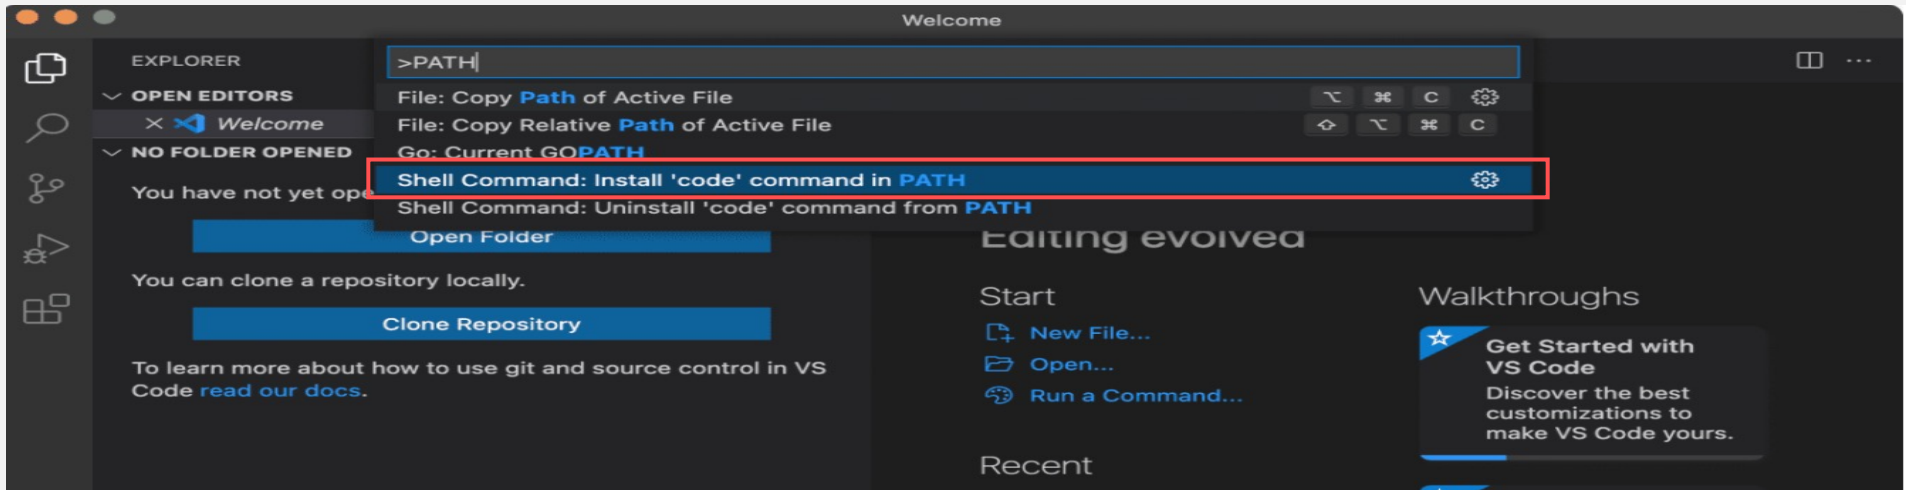 Welcome
EXPLORER
OPEN EDITORS
Welcome
NO FOLDER OPENED
You have not yet ope
Open Folder
You can clone a repository locally.
Clone Repository
To learn more about how to use git and source control in VS
Code read our docs.
>PATH
File: Copy Path of Active File ⌥ ⌘ C
File: Copy Relative Path of Active File ⇧ ⌥ ⌘ C
Go: Current GOPATH
Shell Command: Install 'code' command in PATH
Shell Command: Uninstall 'code' command from PATH
Editing evolved
Start
New File...
Open...
Run a Command...
Recent
Walkthroughs
Get Started with
VS Code
Discover the best
customizations to
make VS Code yours.